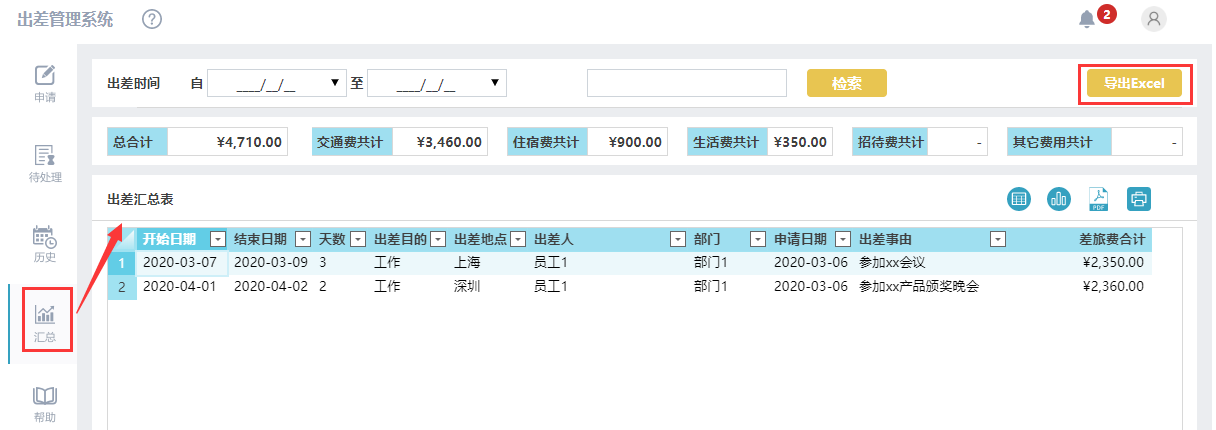 出差管理系统 ? 2
申请
待处理
历史
汇总
帮助
出差时间 自 ____/__/__ 至 ____/__/__ 检索 导出Excel
总合计 ¥4,710.00 交通费共计 ¥3,460.00 住宿费共计 ¥900.00 生活费共计 ¥350.00 招待费共计 - 其它费用共计 -
出差汇总表 PDF
开始日期 结束日期 天数 出差目的 出差地点 出差人 部门 申请日期 出差事由 差旅费合计
1 2020-03-07 2020-03-09 3 工作 上海 员工1 部门1 2020-03-06 参加xx会议 ¥2,350.00
2 2020-04-01 2020-04-02 2 工作 深圳 员工1 部门1 2020-03-06 参加xx产品颁奖晚会 ¥2,360.00